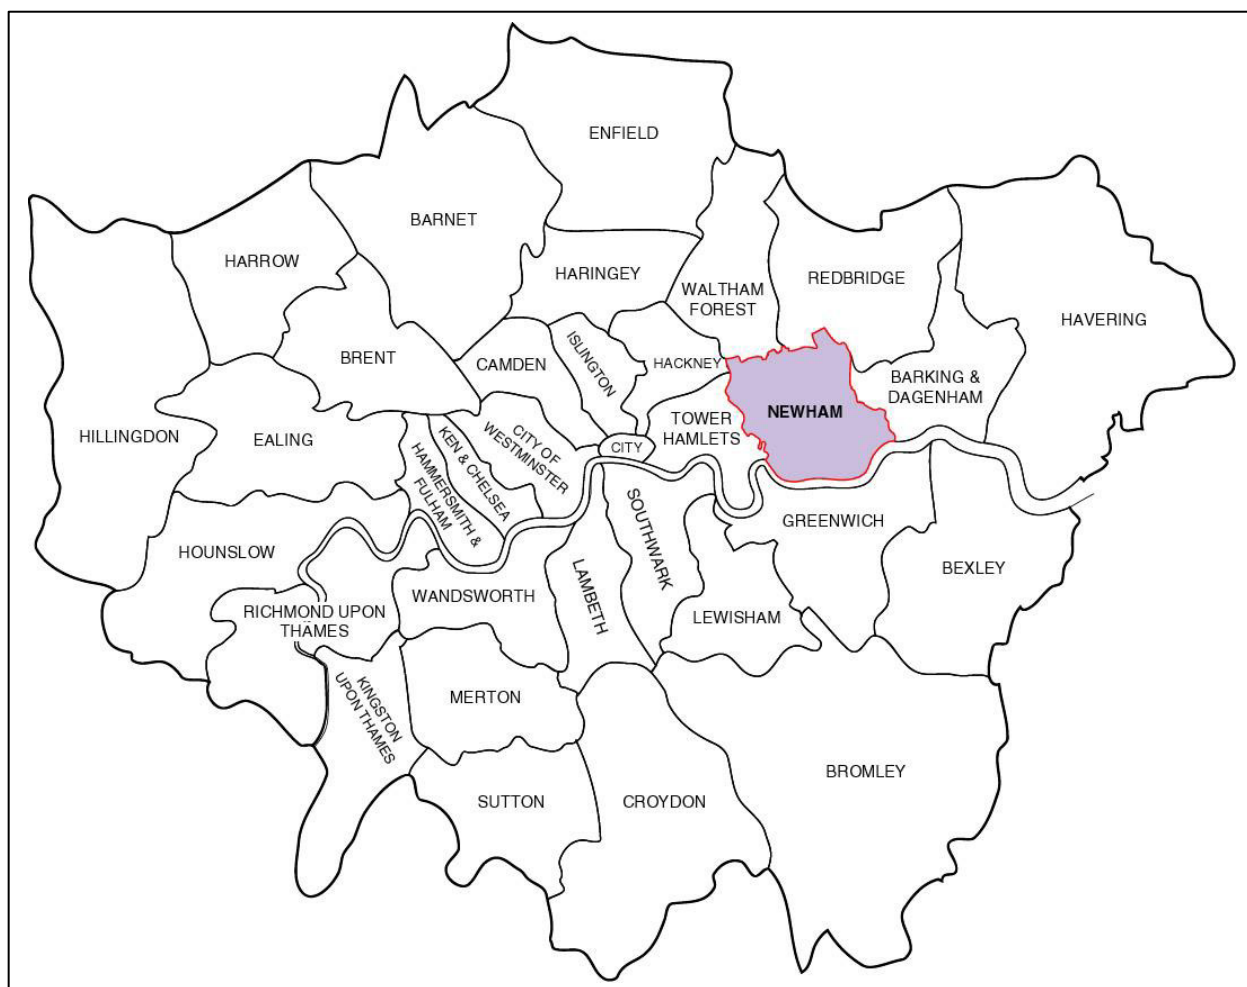 ENFIELD
BARNET
HARROW
HARINGEY
WALTHAM
FOREST
REDBRIDGE
HAVERING
BRENT
CAMDEN
ISLINGTON
HACKNEY
BARKING &
DAGENHAM
HILLINGDON
EALING
HAMMERSMITH &
FULHAM
KEN & CHELSEA
CITY OF
WESTMINSTER
CITY
TOWER
HAMLETS
NEWHAM
HOUNSLOW
SOUTHWARK
GREENWICH
BEXLEY
RICHMOND UPON
THAMES
WANDSWORTH
LAMBETH
LEWISHAM
KINGSTON
UPON THAMES
MERTON
SUTTON
CROYDON
BROMLEY